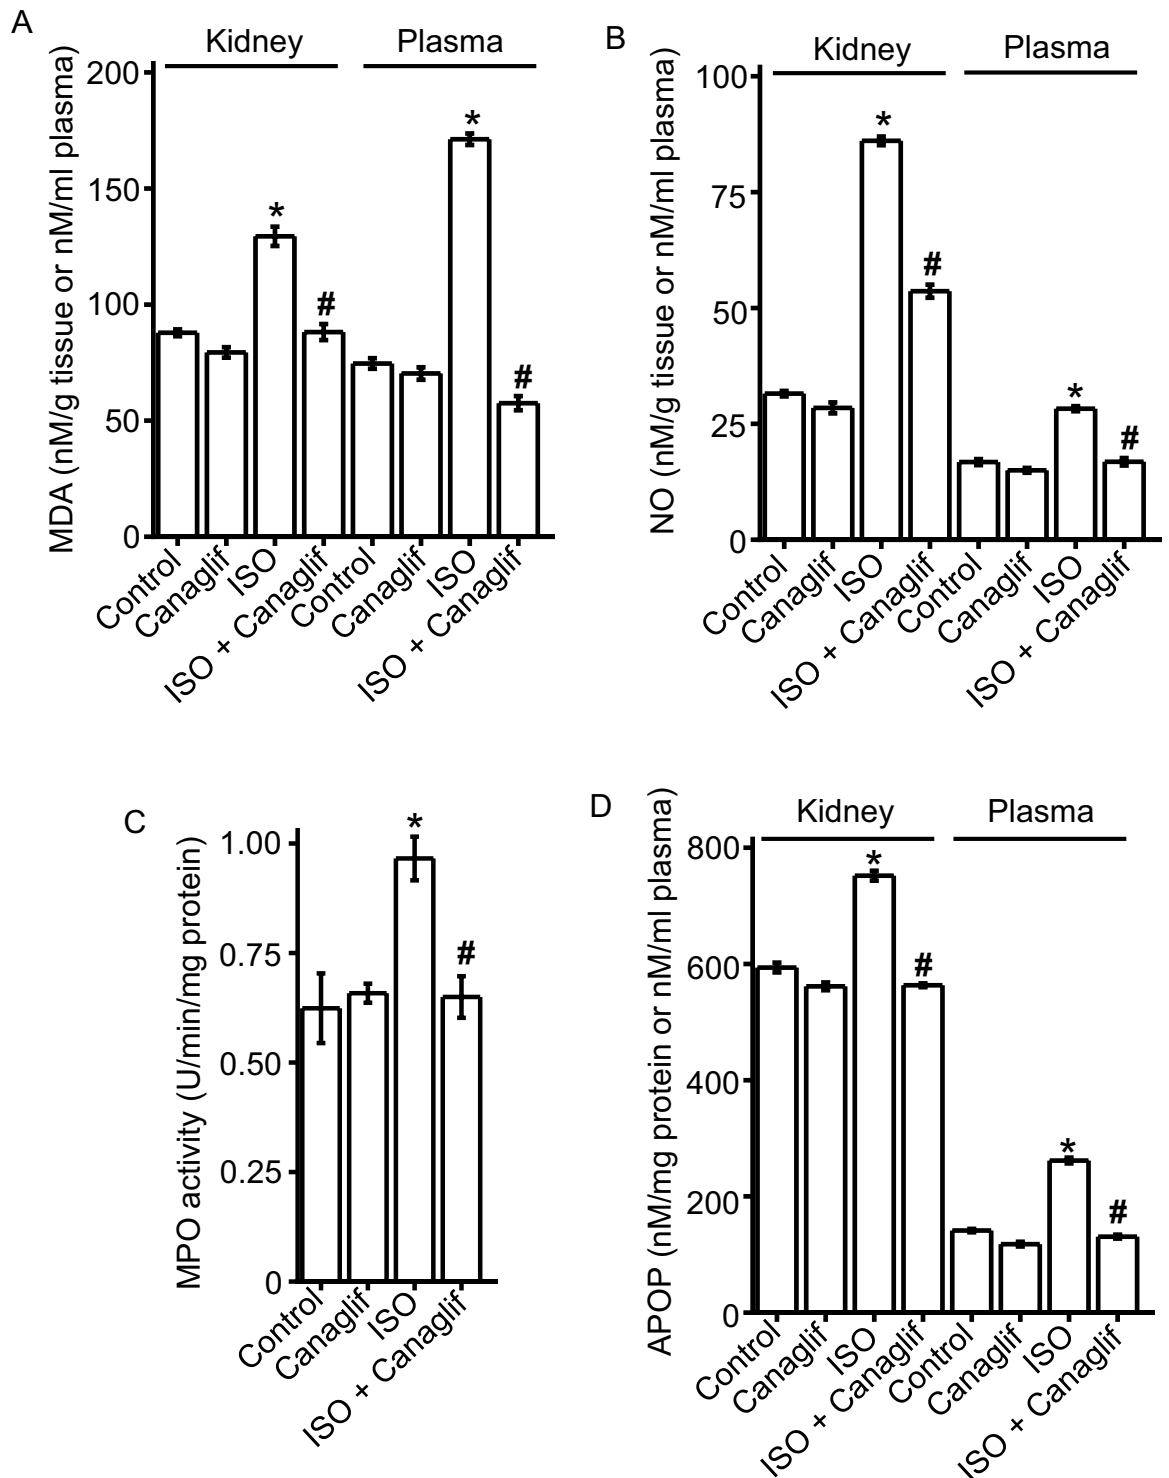 A
Kidney
Plasma
MDA (nM/g tissue or nM/ml plasma)
200
150
100
50
0
*
#
*
#
Control
Canaglif
ISO
ISO + Canaglif
Control
Canaglif
ISO
ISO + Canaglif
B
Kidney
Plasma
NO (nM/g tissue or nM/ml plasma)
100
75
50
25
0
*
#
*
#
Control
Canaglif
ISO
ISO + Canaglif
Control
Canaglif
ISO
ISO + Canaglif
C
MPO activity (U/min/mg protein)
1.00
0.75
0.50
0.25
0
*
#
Control
Canaglif
ISO
ISO + Canaglif
D
Kidney
Plasma
APOP (nM/mg protein or nM/ml plasma)
800
600
400
200
0
*
#
*
#
Control
Canaglif
ISO
ISO + Canaglif
Control
Canaglif
ISO
ISO + Canaglif